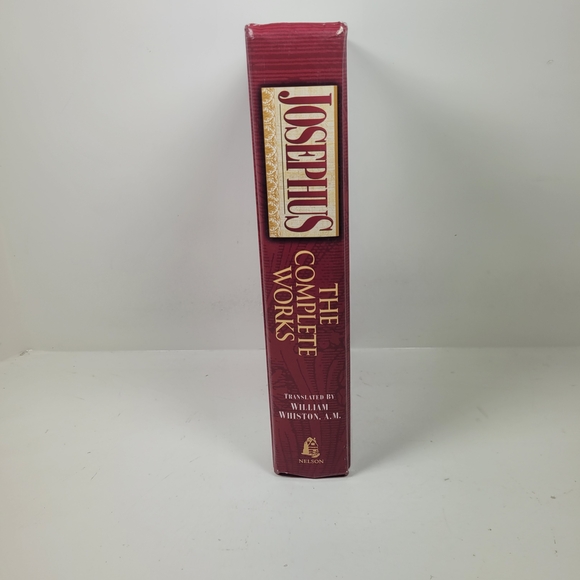 JOSEPHUS
THE
COMPLETE
WORKS
TRANSLATED BY
WILLIAM
WHISTON, A.M.
NELSON